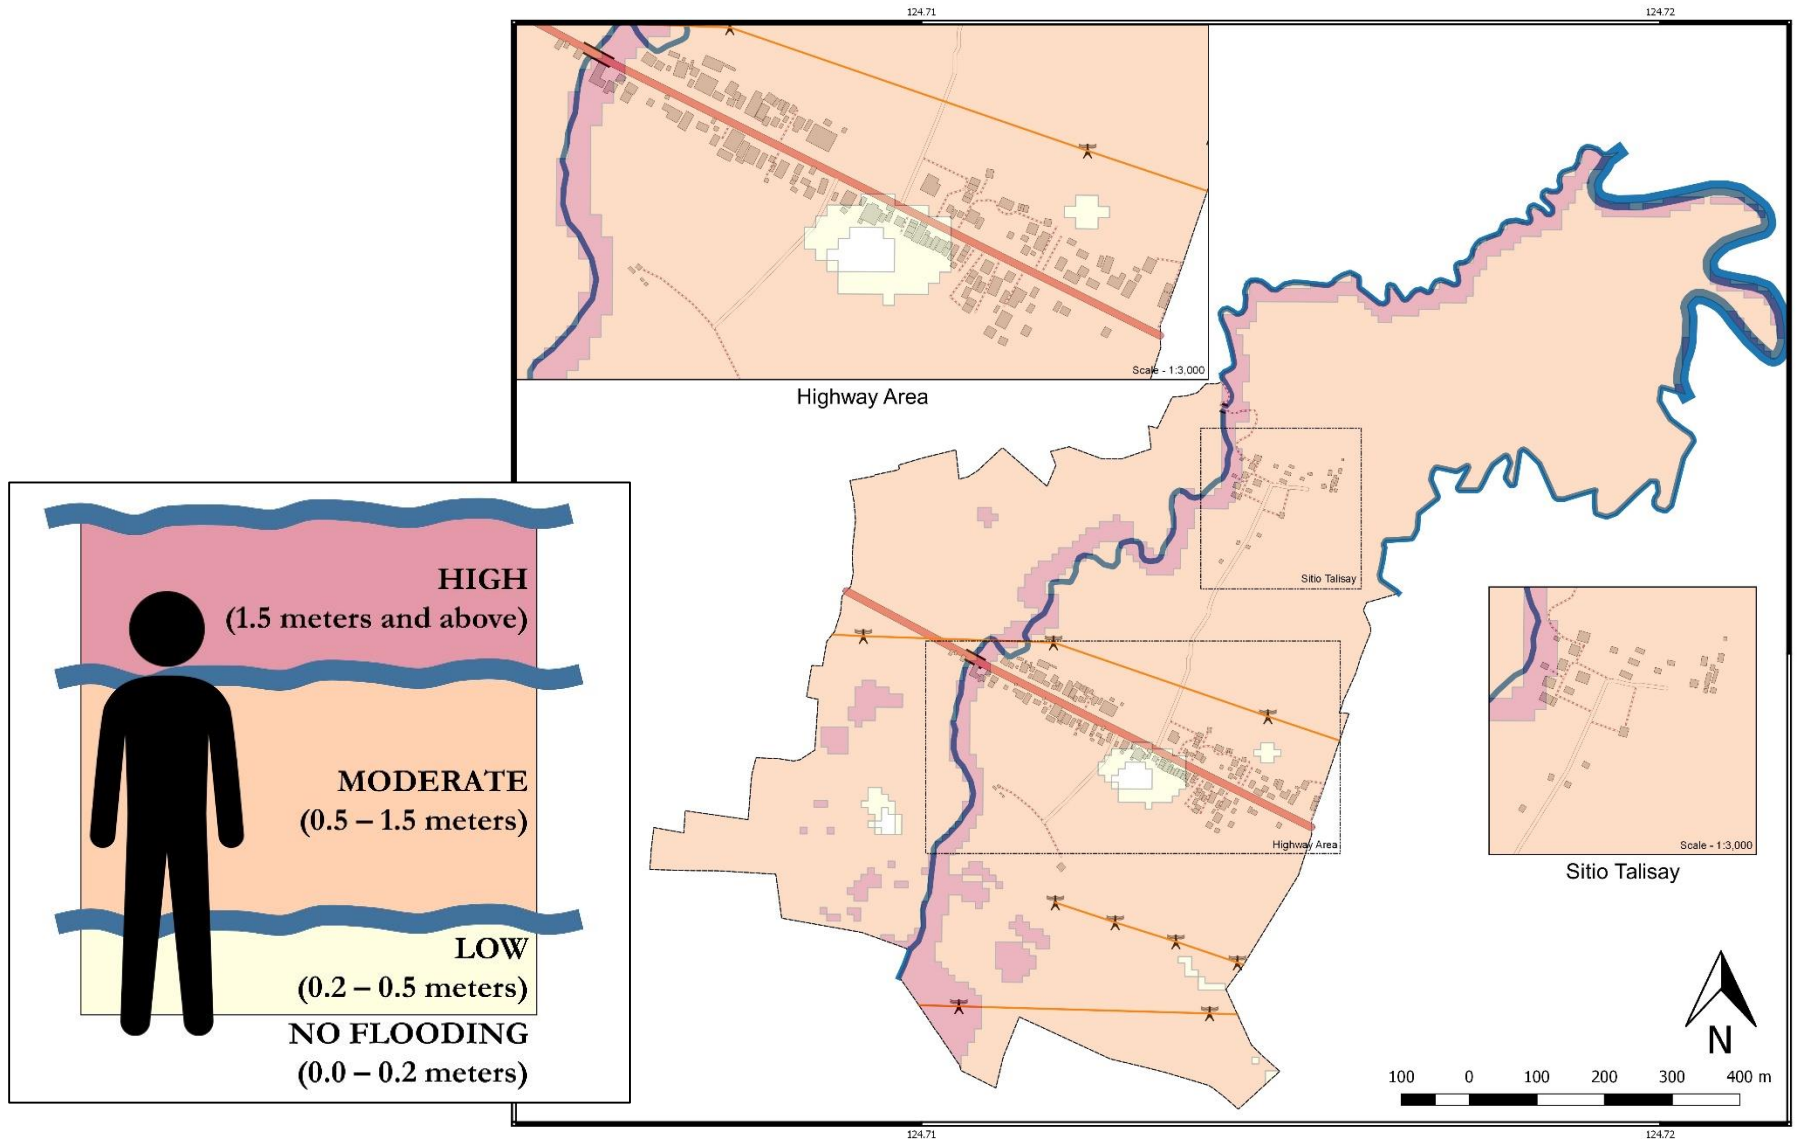 124.71
124.72
Scale - 1:3,000
Highway Area
HIGH
(1.5 meters and above)
MODERATE
(0.5 – 1.5 meters)
LOW
(0.2 – 0.5 meters)
NO FLOODING
(0.0 – 0.2 meters)
Sitio Talisay
Highway Area
Scale - 1:3,000
Sitio Talisay
N
100 0 100 200 300 400 m
124.71
124.72